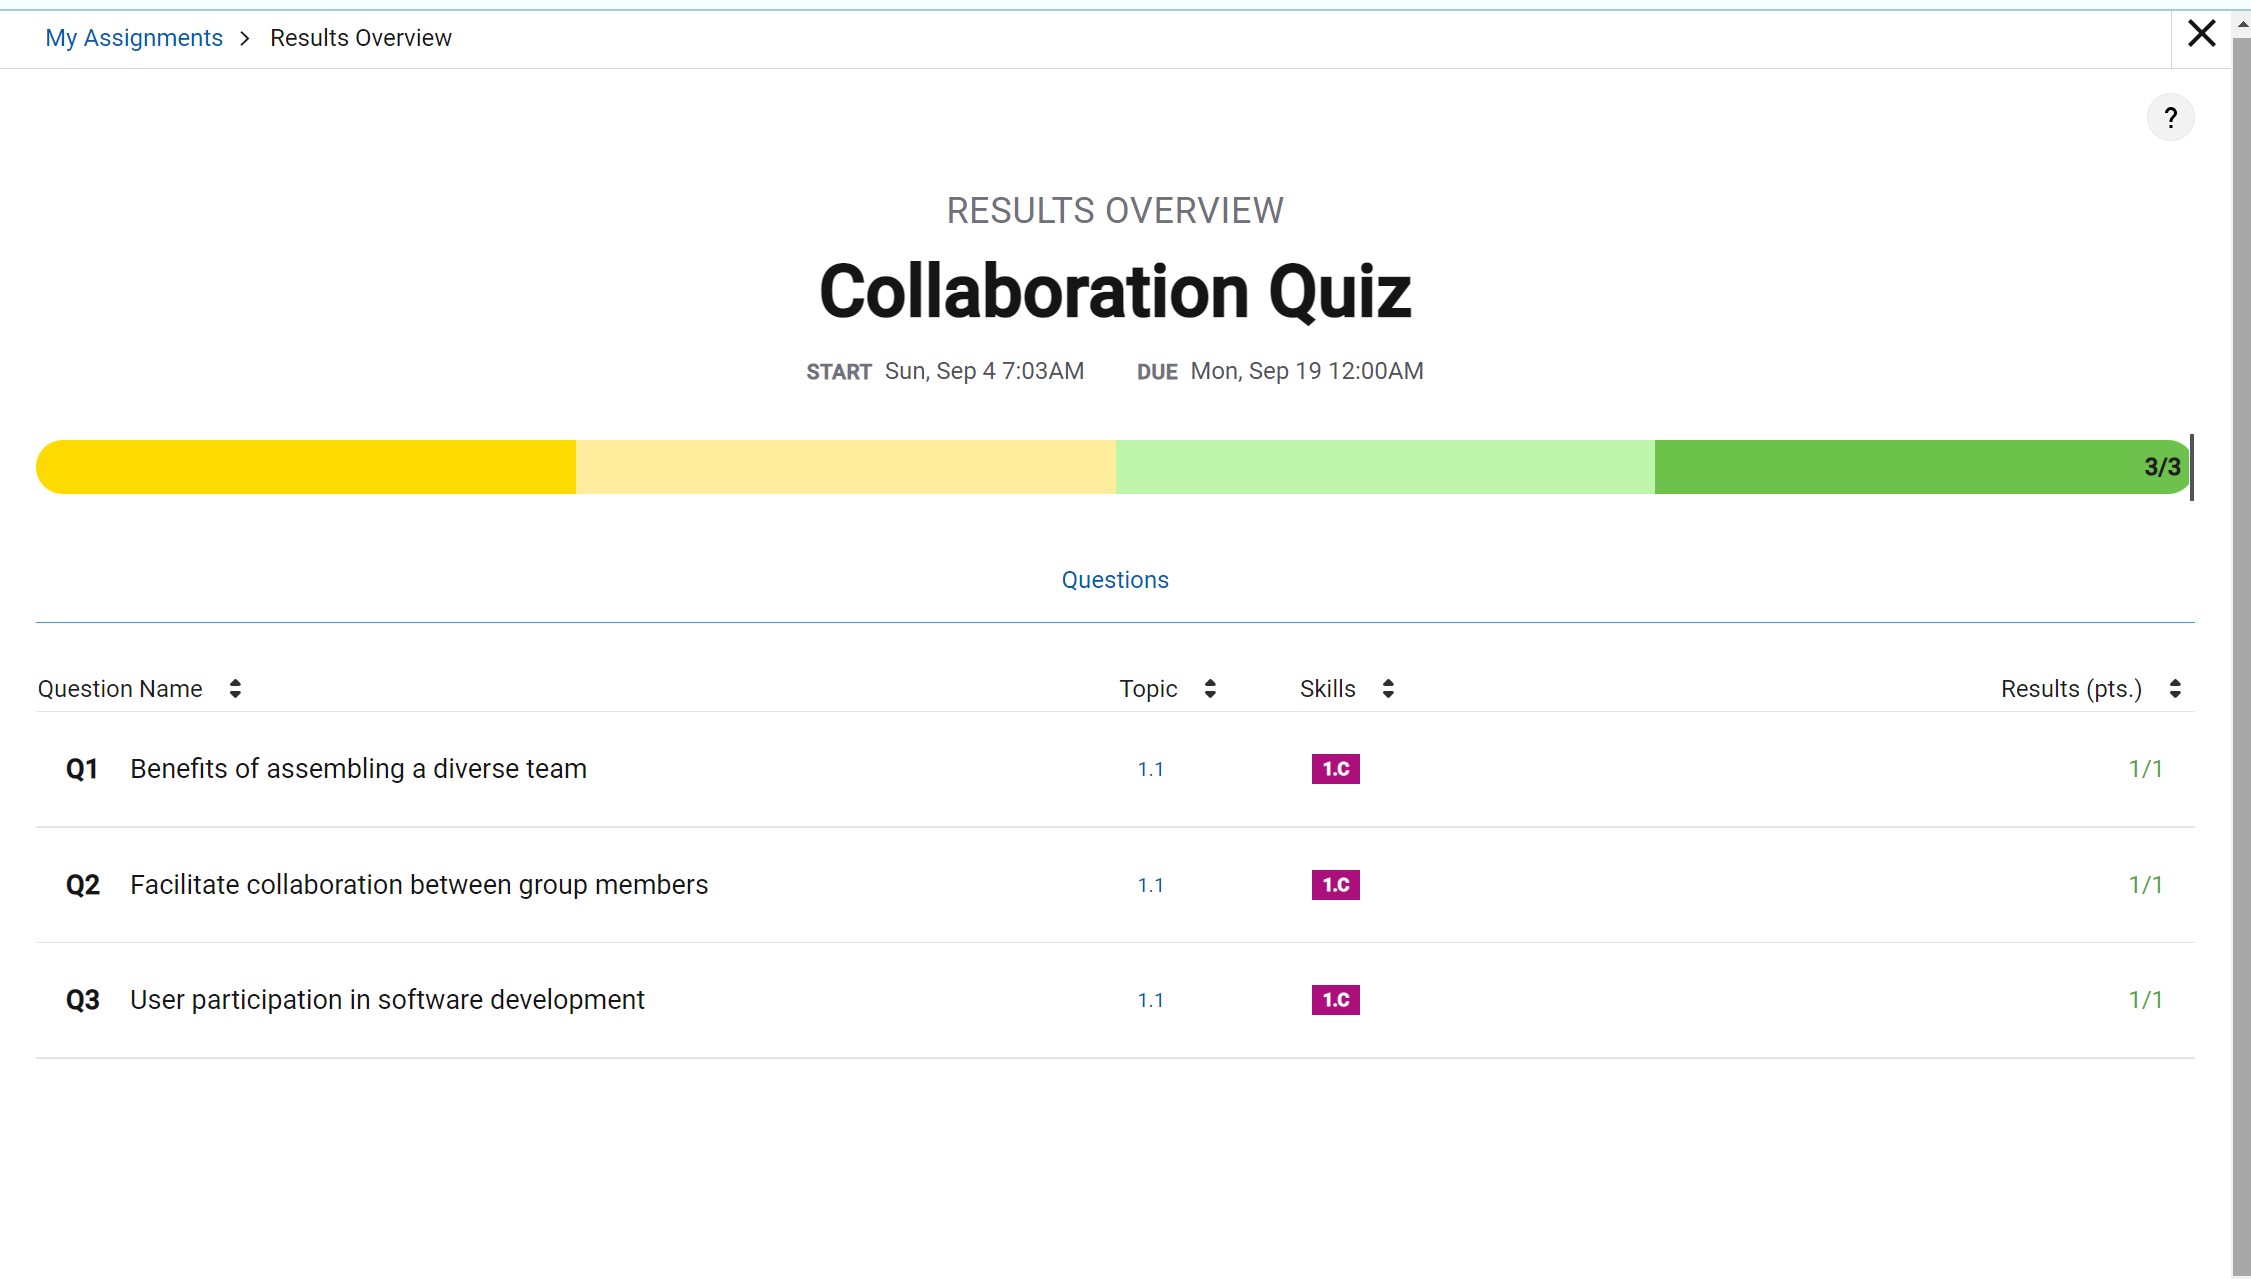 My Assignments > Results Overview
?
RESULTS OVERVIEW
Collaboration Quiz
START Sun, Sep 4 7:03AM DUE Mon, Sep 19 12:00AM
3/3
Questions
Question Name Topic Skills Results (pts.)
Q1 Benefits of assembling a diverse team 1.1 1.C 1/1
Q2 Facilitate collaboration between group members 1.1 1.C 1/1
Q3 User participation in software development 1.1 1.C 1/1